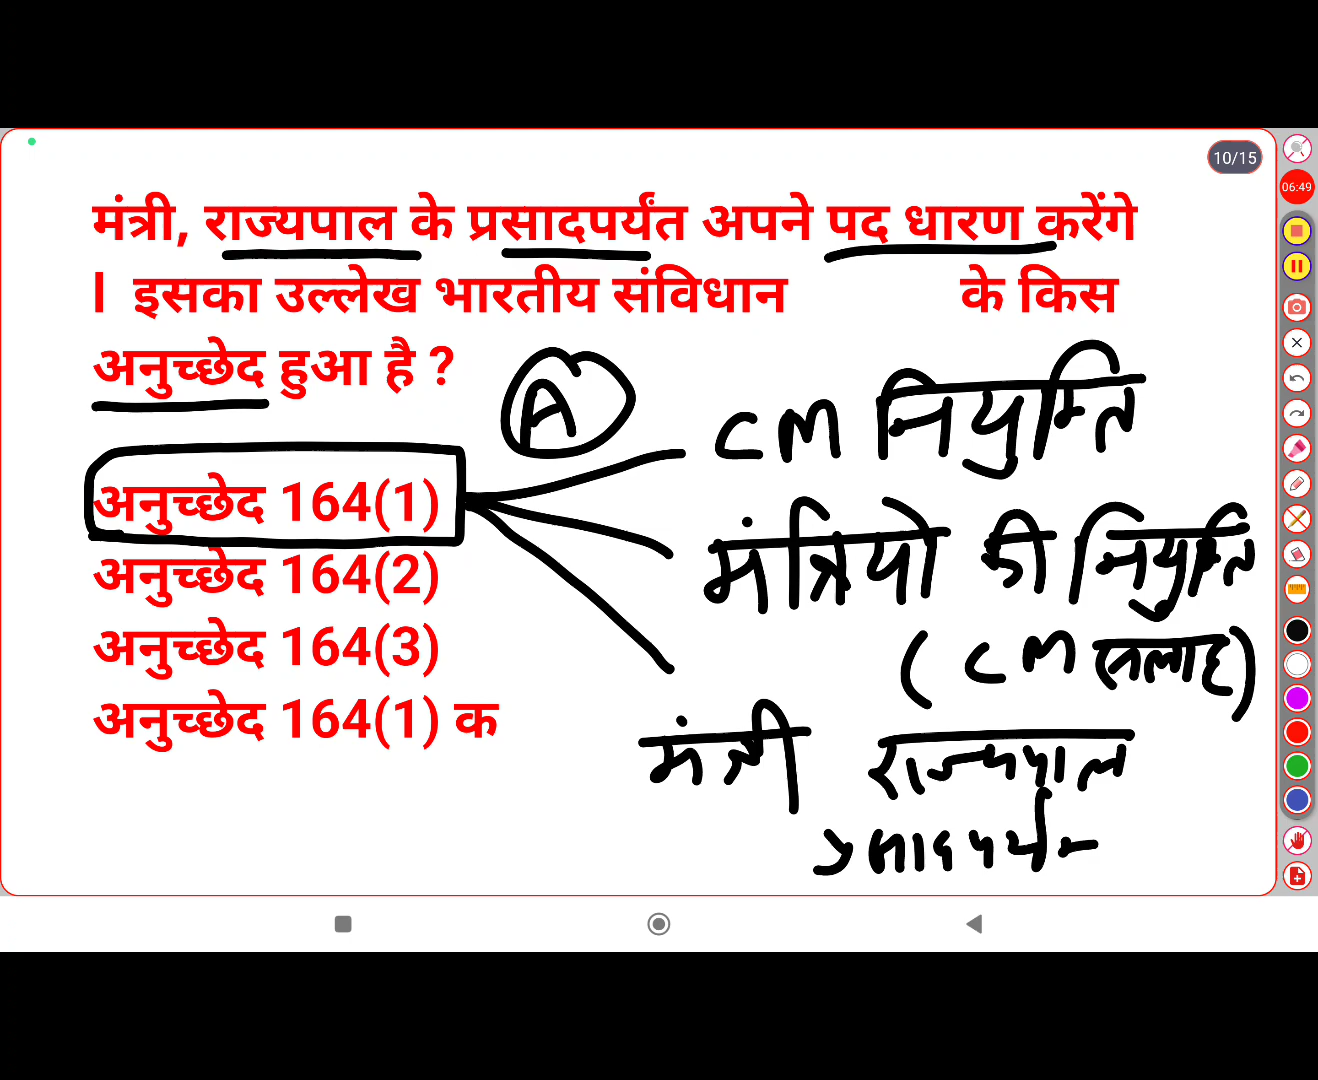 10/15
06:49
मंत्री, राज्यपाल के प्रसादपर्यंत अपने पद धारण करेंगे
। इसका उल्लेख भारतीय संविधान के किस
अनुच्छेद हुआ है ?
A
CM नियुक्ति
अनुच्छेद 164(1)
मंत्रियो की नियुक्ति
अनुच्छेद 164(2)
अनुच्छेद 164(3)
(CM सलाह)
अनुच्छेद 164(1) क
मंत्री राज्यपाल
प्रसादपर्यन्त